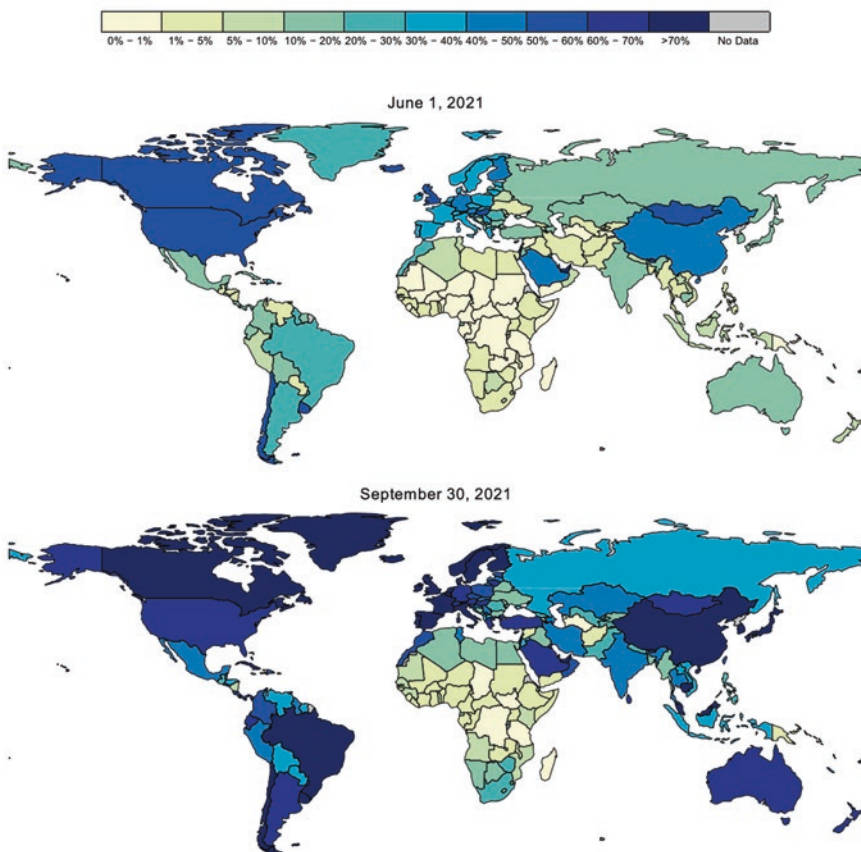 0% – 1% 1% – 5% 5% – 10% 10% – 20% 20% – 30% 30% – 40% 40% – 50% 50% – 60% 60% – 70% >70% No Data
June 1, 2021
September 30, 2021